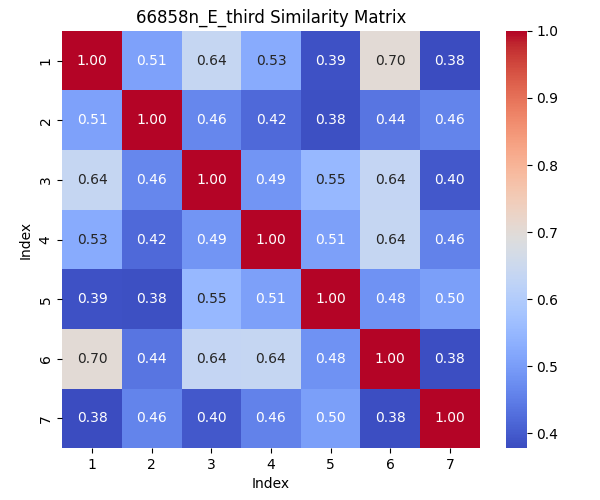 66858n_E_third Similarity Matrix
1 1.00 0.51 0.64 0.53 0.39 0.70 0.38
2 0.51 1.00 0.46 0.42 0.38 0.44 0.46
3 0.64 0.46 1.00 0.49 0.55 0.64 0.40
4 0.53 0.42 0.49 1.00 0.51 0.64 0.46
5 0.39 0.38 0.55 0.51 1.00 0.48 0.50
6 0.70 0.44 0.64 0.64 0.48 1.00 0.38
7 0.38 0.46 0.40 0.46 0.50 0.38 1.00
1 2 3 4 5 6 7
Index
Index
1.0
0.9
0.8
0.7
0.6
0.5
0.4